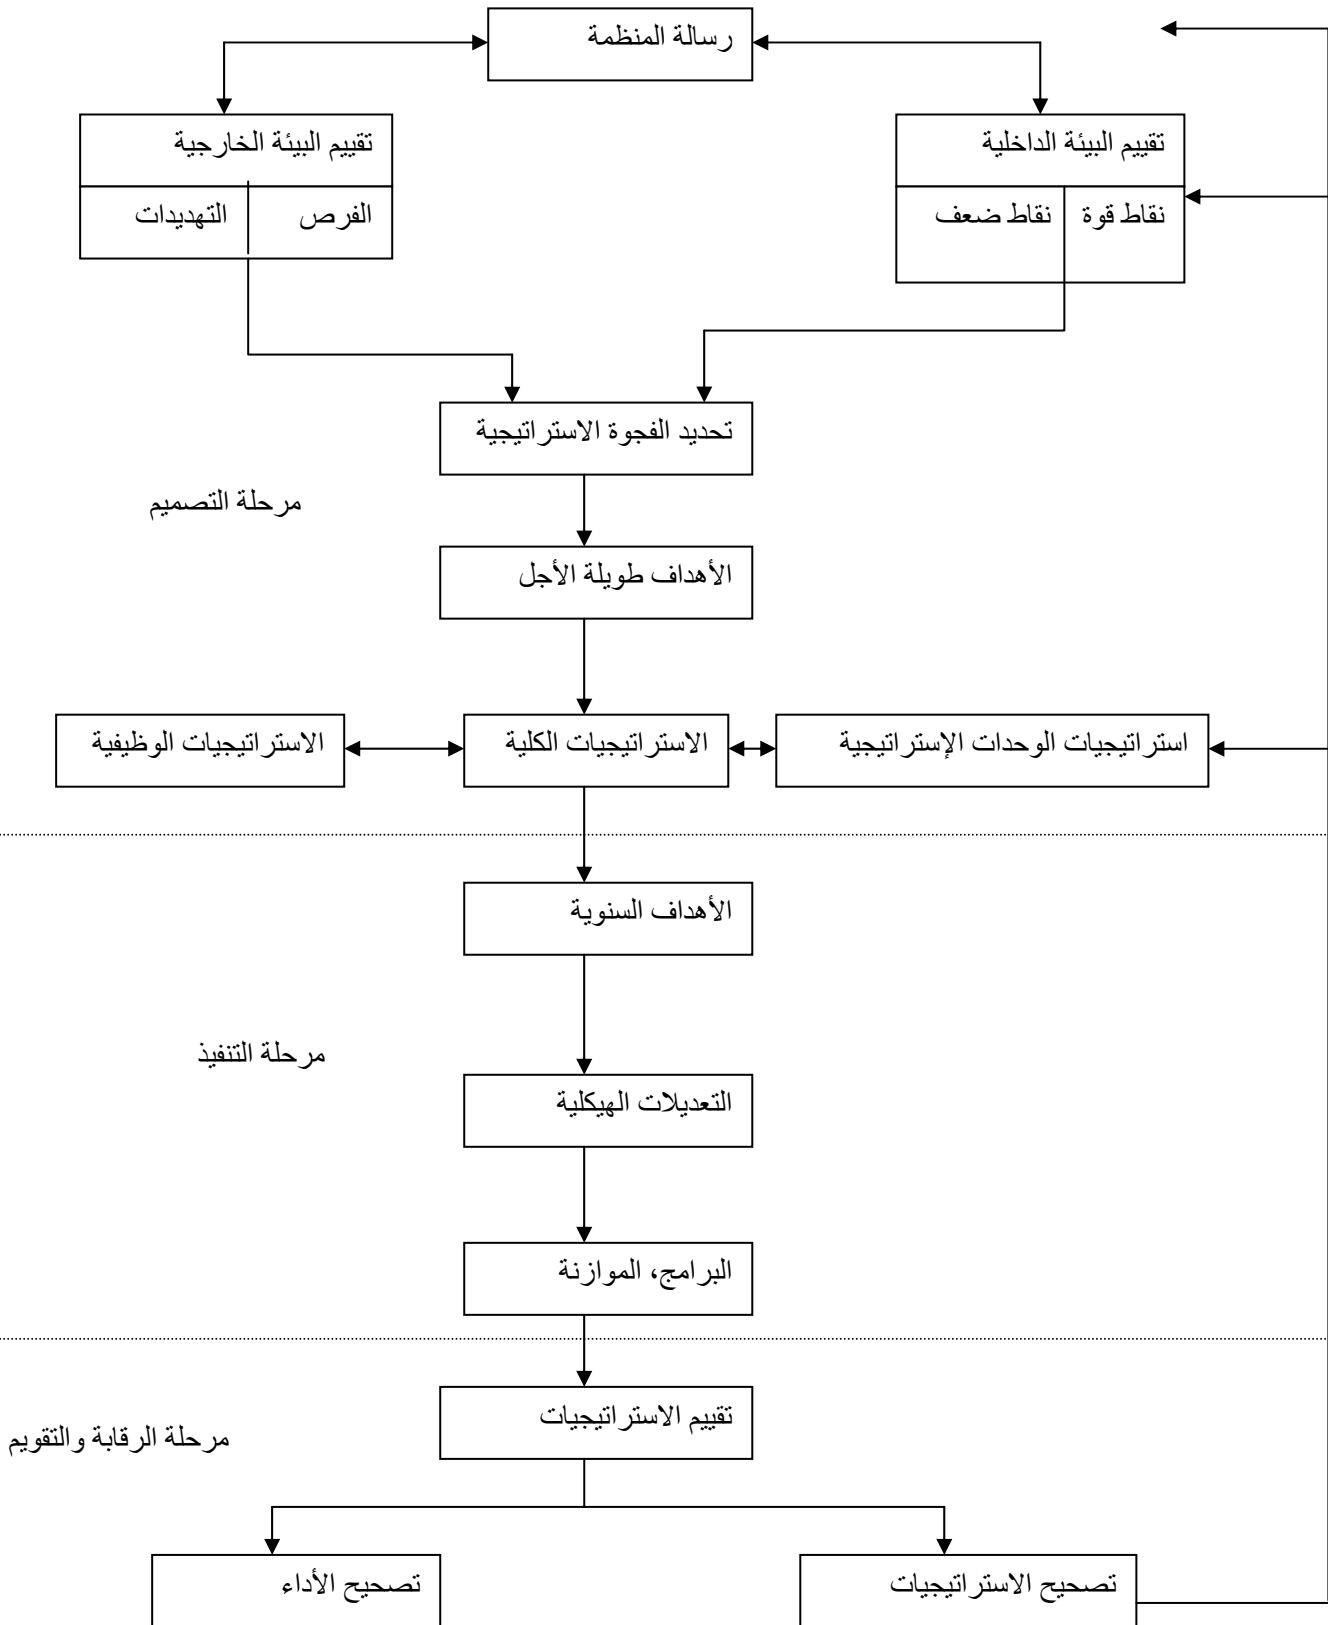 رسالة المنظمة
تقييم البيئة الداخلية
تقييم البيئة الخارجية
نقاط قوة
نقاط ضعف
الفرص
التهديدات
تحديد الفجوة الاستراتيجية
مرحلة التصميم
الأهداف طويلة الأجل
استراتيجيات الوحدات الإستراتيجية
الاستراتيجيات الكلية
الاستراتيجيات الوظيفية
الأهداف السنوية
مرحلة التنفيذ
التعديلات الهيكلية
البرامج، الموازنة
تقييم الاستراتيجيات
مرحلة الرقابة والتقويم
تصحيح الاستراتيجيات
تصحيح الأداء